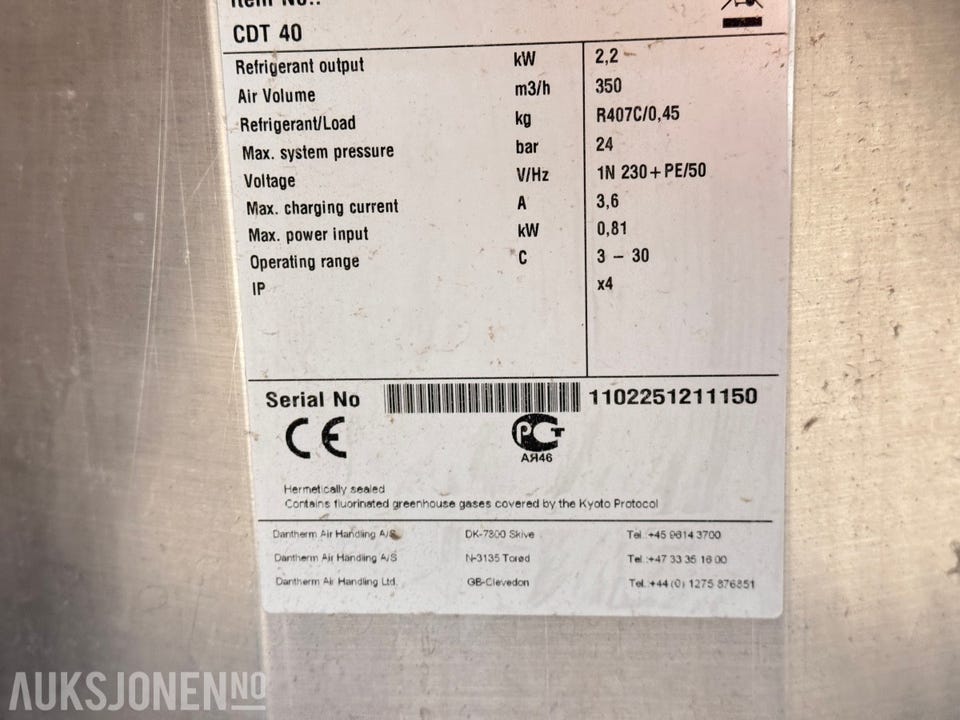 Item No.:
CDT 40
Refrigerant output kW 2,2
Air Volume m3/h 350
Refrigerant/Load kg R407C/0,45
Max. system pressure bar 24
Voltage V/Hz 1N 230+PE/50
Max. charging current A 3,6
Max. power input kW 0,81
Operating range C 3 – 30
IP x4
Serial No 1102251211150
CE PCT
АЯ46
Hermetically sealed
Contains fluorinated greenhouse gases covered by the Kyoto Protocol
Dantherm Air Handling A/S DK-7800 Skive Tel.:+45 9614 3700
Dantherm Air Handling A/S N-3135 Torød Tel.:+47 33 35 16 00
Dantherm Air Handling Ltd. GB-Clevedon Tel. +44 (0) 1275 876851
AUKSJONEN.NO